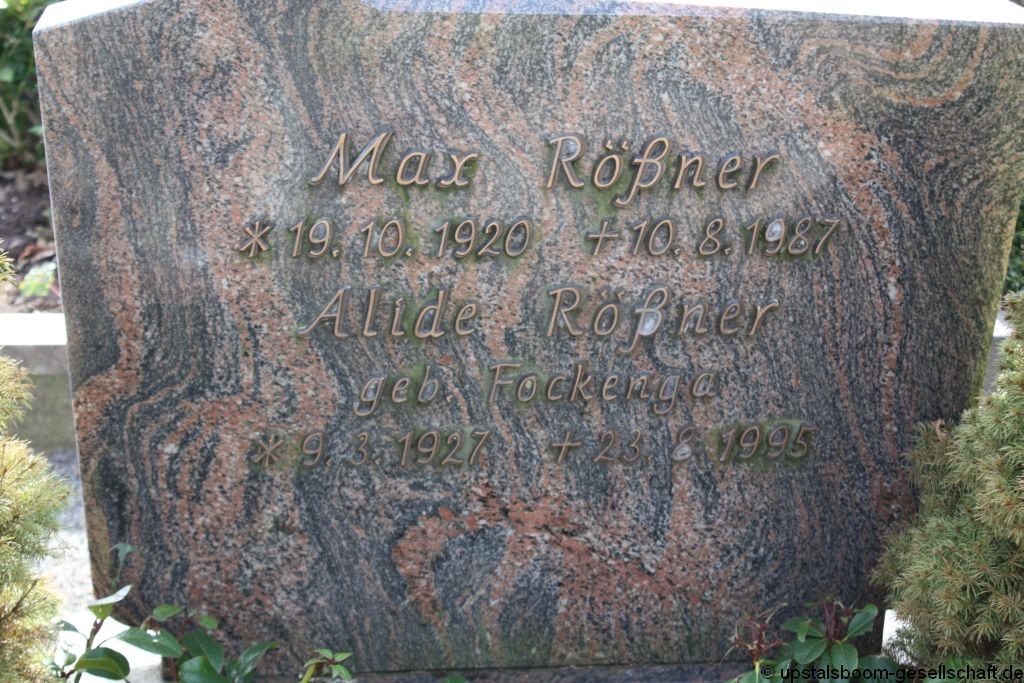 Max Rößner
* 19. 10. 1920 + 10. 8. 1987
Alide Rößner
geb. Fockenga
* 9. 3. 1927 + 23. 8. 1995
© upstalsboom-gesellschaft.de